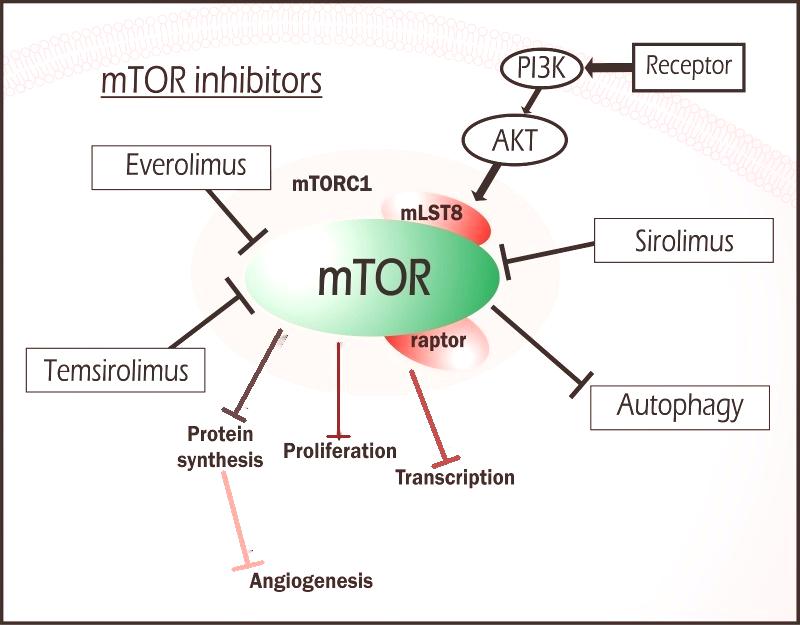 mTOR inhibitors
PI3K
Receptor
AKT
Everolimus
mTORC1
mLST8
Sirolimus
mTOR
raptor
Temsirolimus
Autophagy
Protein
synthesis
Proliferation
Transcription
Angiogenesis